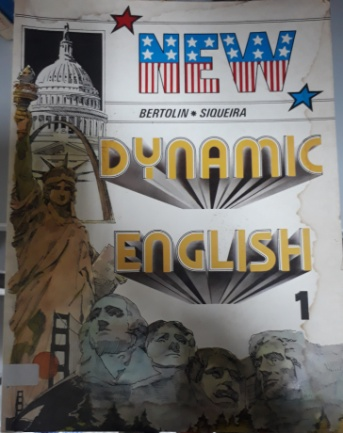 NEW
BERTOLIN * SIQUEIRA
DYNAMIC
ENGLISH
1